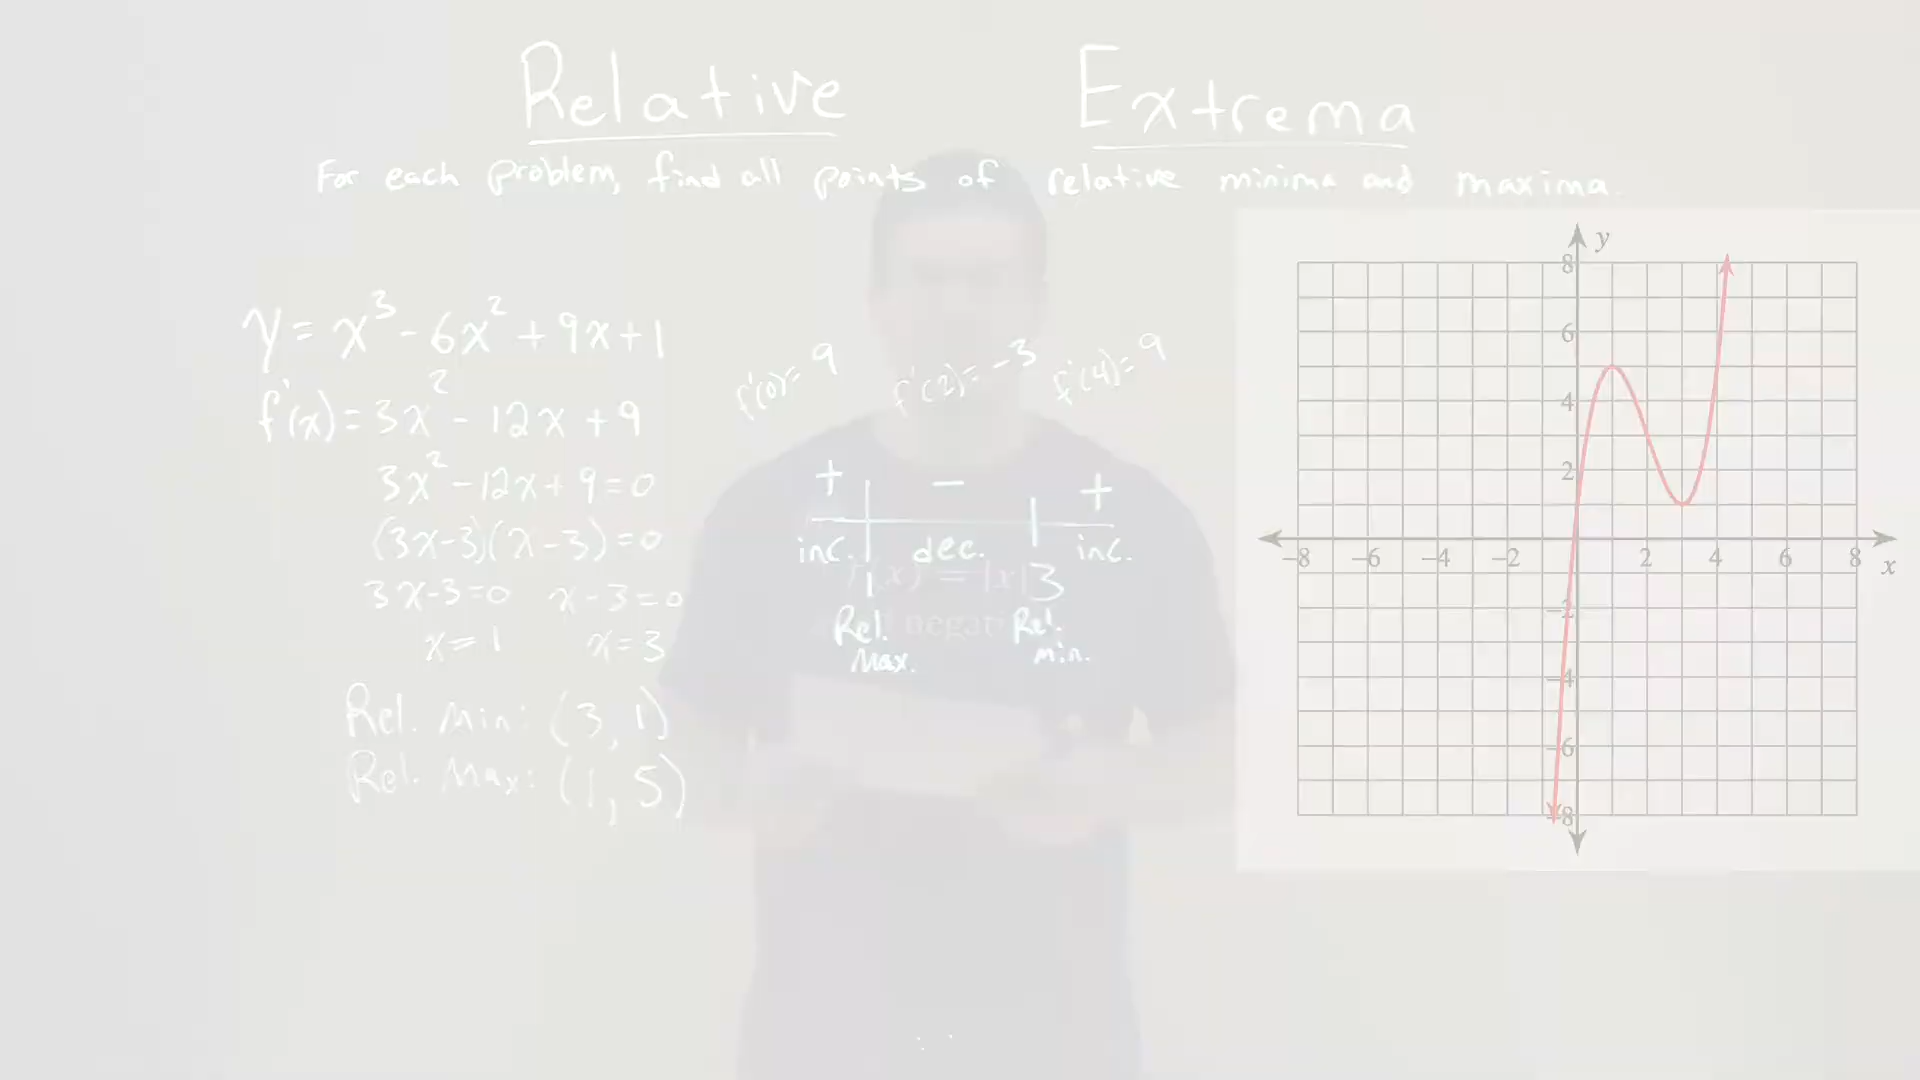 Relative Extrema
For each problem, find all points of relative minima and maxima.
y = x³ - 6x² + 9x + 1
2
f'(x) = 3x² - 12x + 9
3x² - 12x + 9 = 0
(3x-3)(x-3) = 0
3x-3=0 x-3=0
x=1 x=3
Rel. Min: (3, 1)
Rel. Max: (1, 5)
f'(0) = 9 f'(2) = -3 f'(4) = 9
+ − +
inc. dec. inc.
1 3
Rel. Max. Rel. min.
(x) = |x|
negati
y
8
6
4
2
-8 -6 -4 -2 2 4 6 8 x
-2
-4
-6
-8